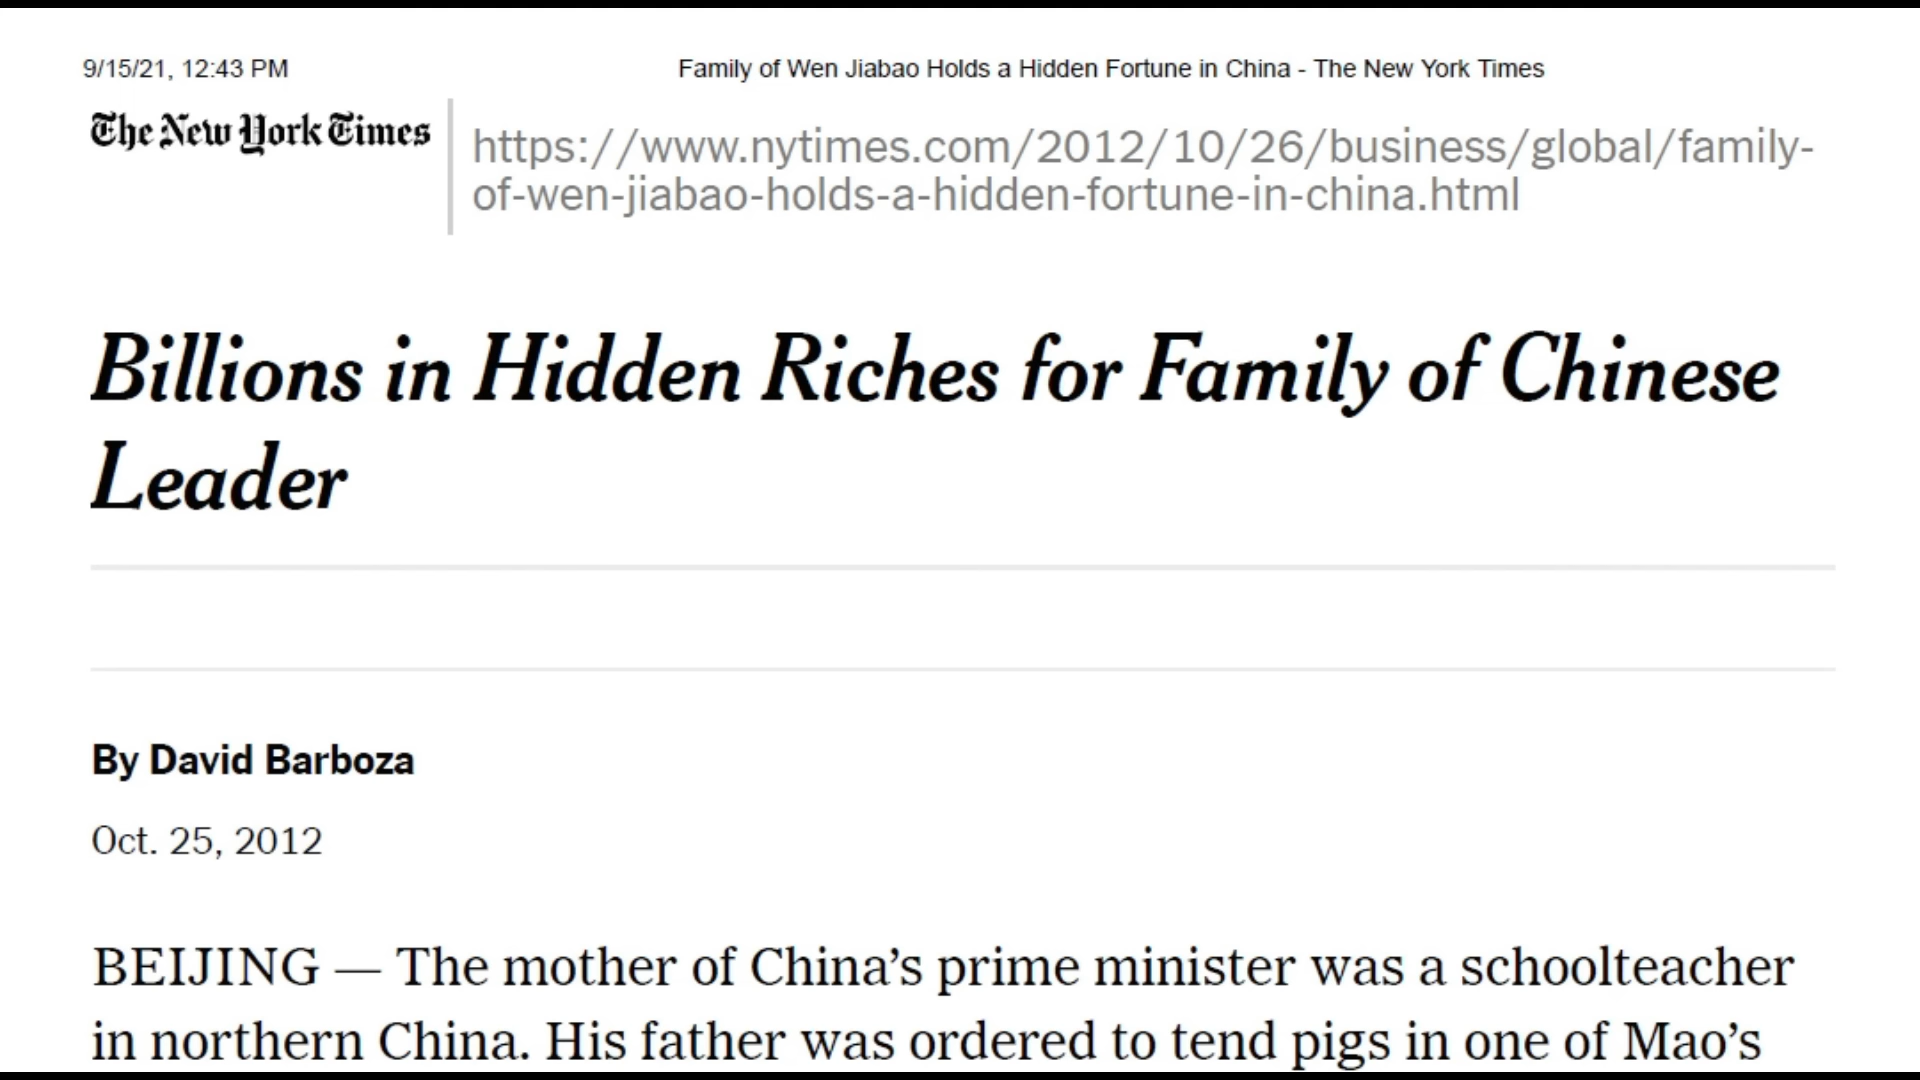 9/15/21, 12:43 PM
Family of Wen Jiabao Holds a Hidden Fortune in China - The New York Times
The New York Times
https://www.nytimes.com/2012/10/26/business/global/family-
of-wen-jiabao-holds-a-hidden-fortune-in-china.html
Billions in Hidden Riches for Family of Chinese
Leader
By David Barboza
Oct. 25, 2012
BEIJING — The mother of China’s prime minister was a schoolteacher
in northern China. His father was ordered to tend pigs in one of Mao’s